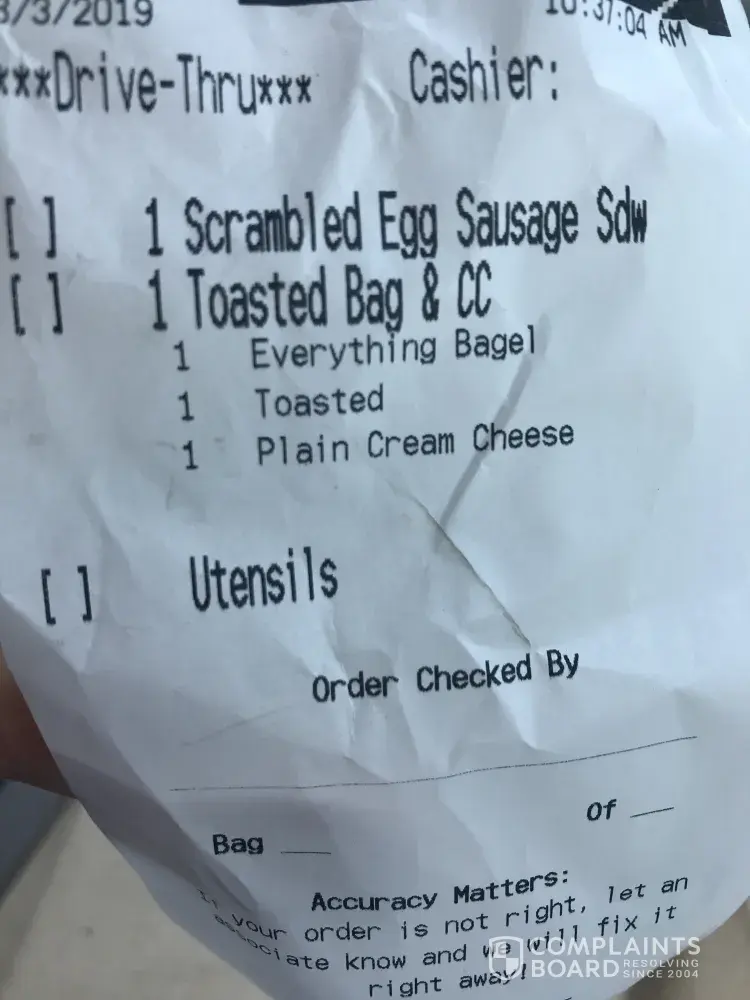 3/3/2019 10:37:04 AM
***Drive-Thru*** Cashier:
[ ] 1 Scrambled Egg Sausage Sdw
[ ] 1 Toasted Bag & CC
1 Everything Bagel
1 Toasted
1 Plain Cream Cheese
[ ] Utensils
Order Checked By
Bag ___ Of ___
Accuracy Matters:
If your order is not right, let an
associate know and we will fix it
right away!
COMPLAINTS
BOARD RESOLVING
SINCE 2004